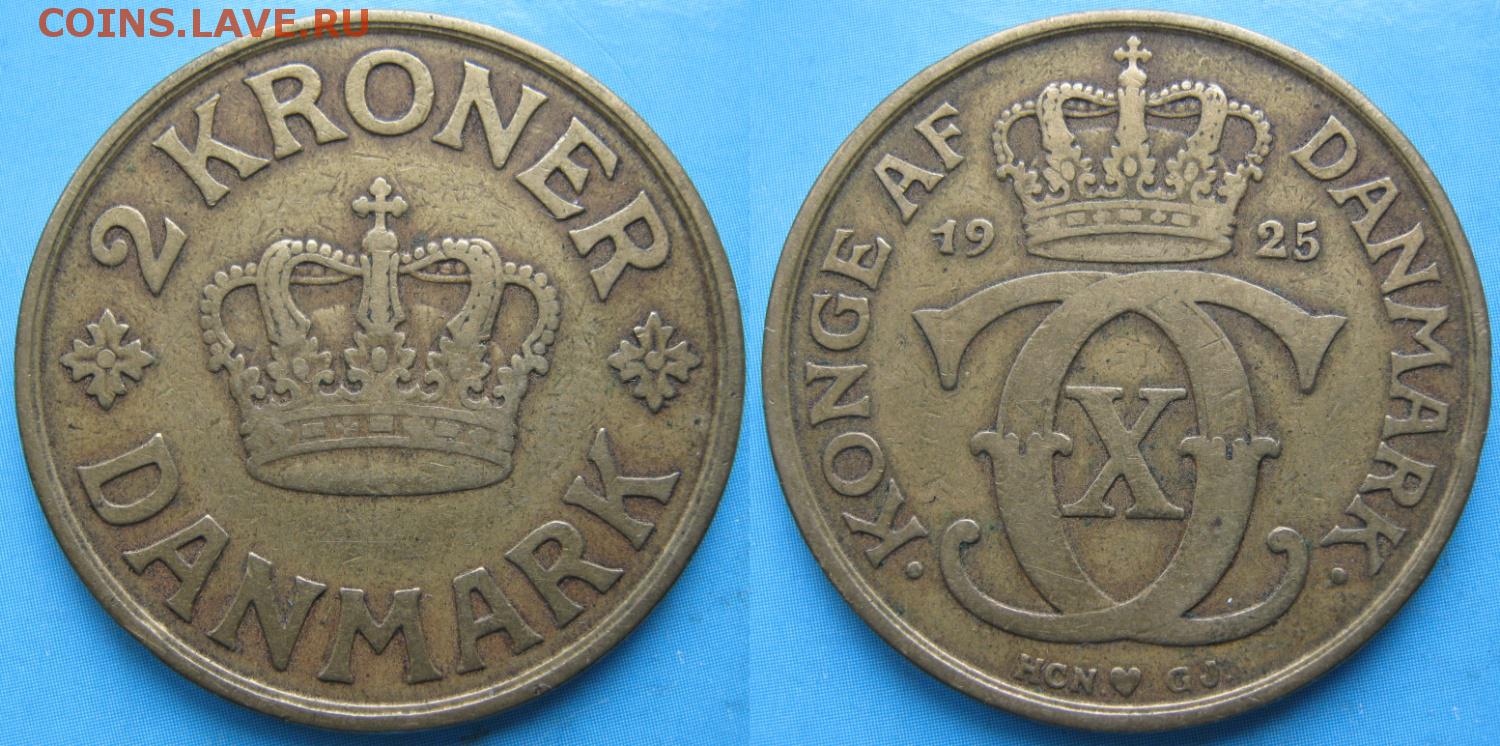 COINS.LAVE.RU
2 KRONER
DANMARK
KONGE AF DANMARK
19 25
X
HCN ♥ GJ